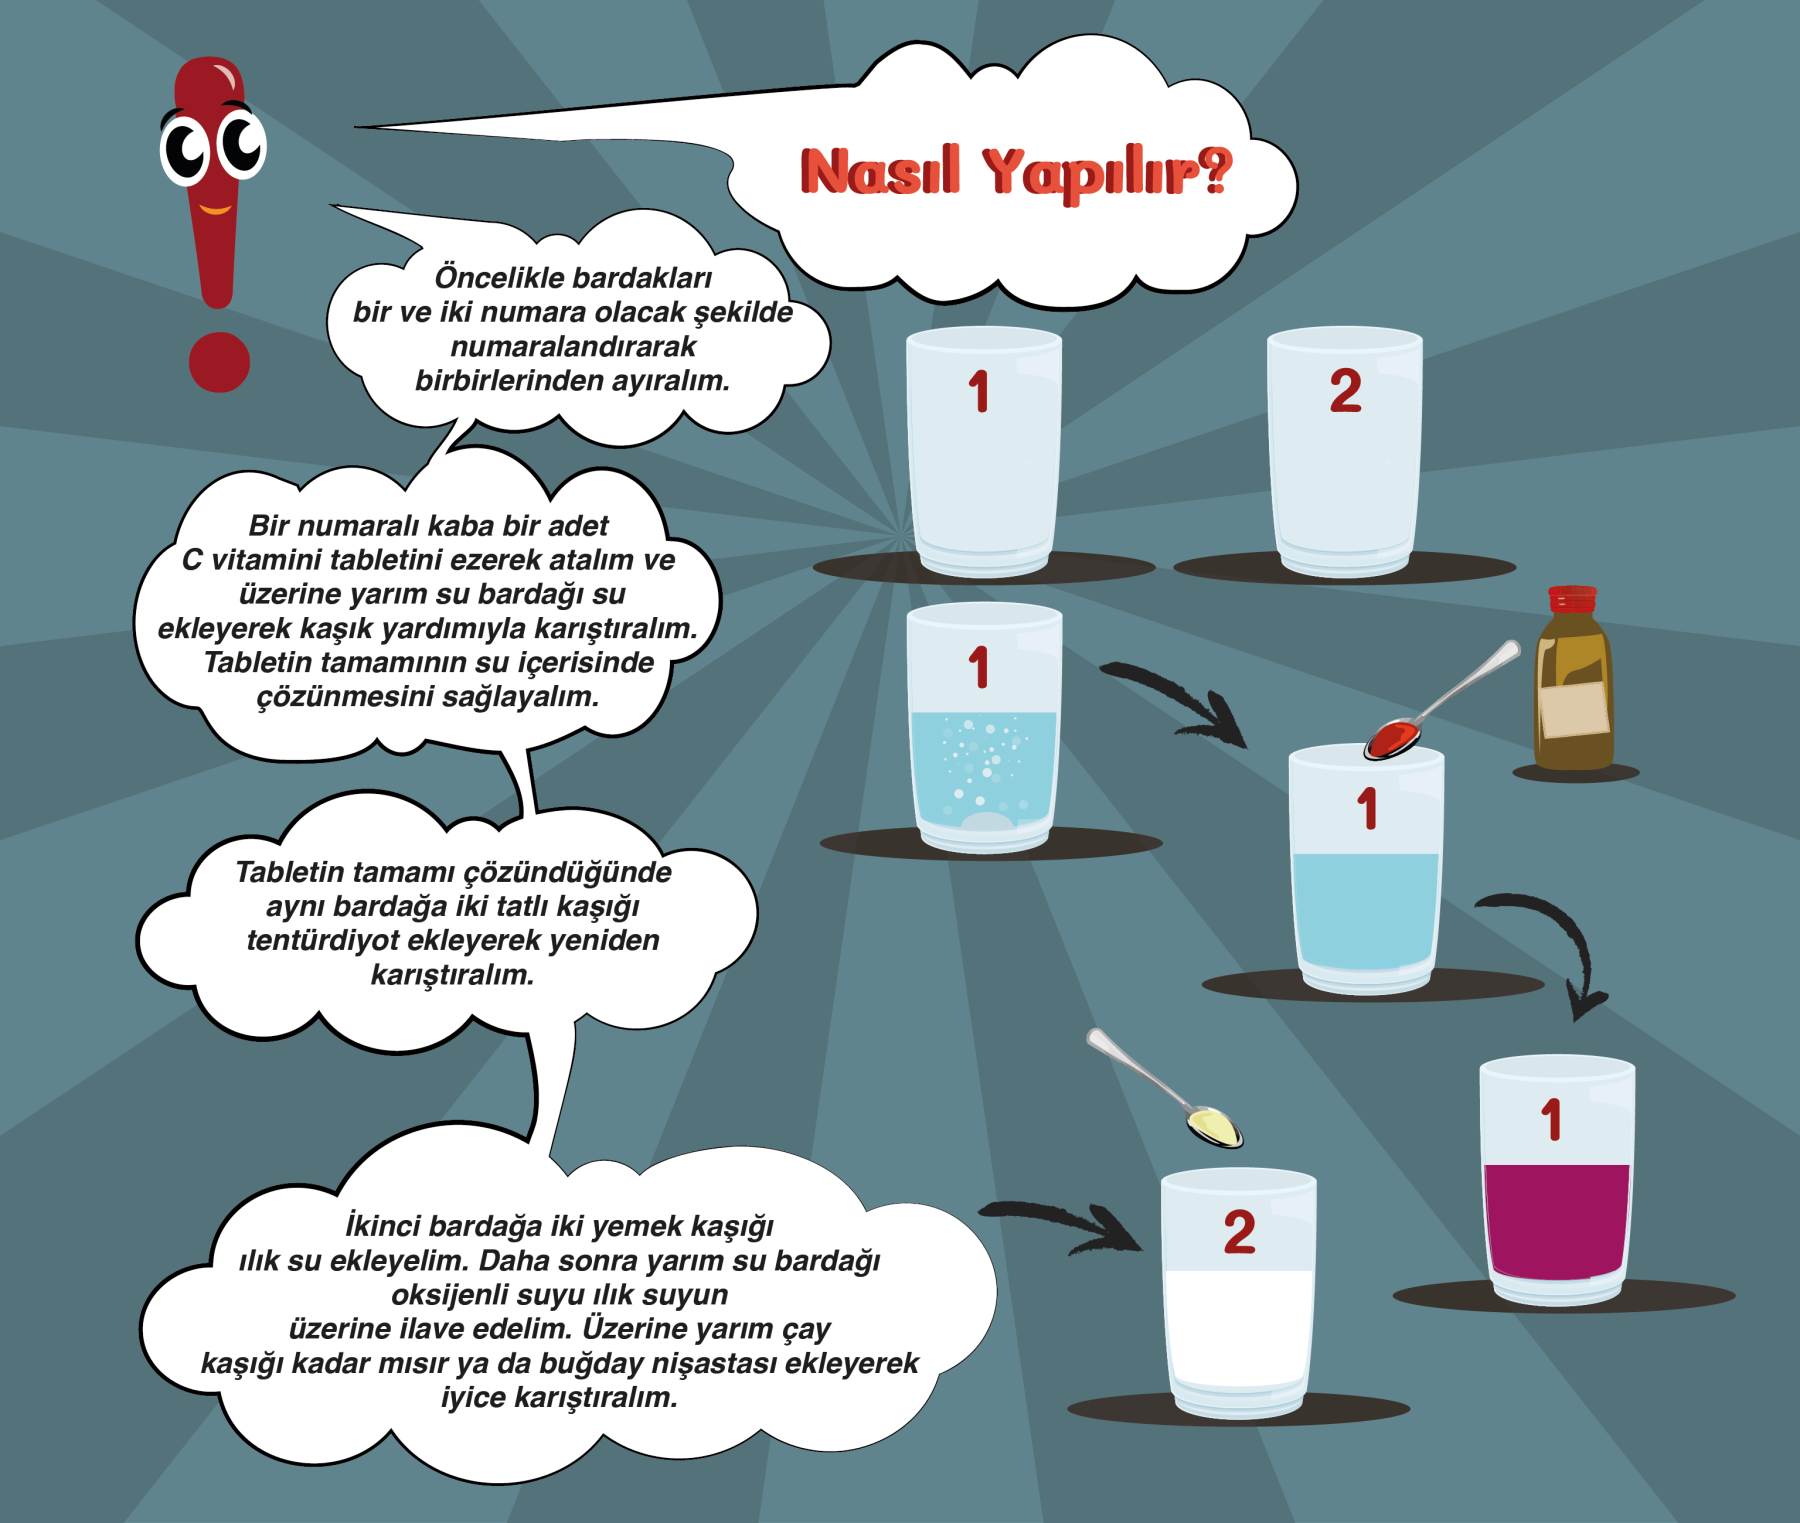 Nasıl Yapılır?
Öncelikle bardakları
bir ve iki numara olacak şekilde
numaralandırarak
birbirlerinden ayıralım.
1
2
Bir numaralı kaba bir adet
C vitamini tabletini ezerek atalım ve
üzerine yarım su bardağı su
ekleyerek kaşık yardımıyla karıştıralım.
Tabletin tamamının su içerisinde
çözünmesini sağlayalım.
1
1
Tabletin tamamı çözündüğünde
aynı bardağa iki tatlı kaşığı
tentürdiyot ekleyerek yeniden
karıştıralım.
1
İkinci bardağa iki yemek kaşığı
ılık su ekleyelim. Daha sonra yarım su bardağı
oksijenli suyu ılık suyun
üzerine ilave edelim. Üzerine yarım çay
kaşığı kadar mısır ya da buğday nişastası ekleyerek
iyice karıştıralım.
2